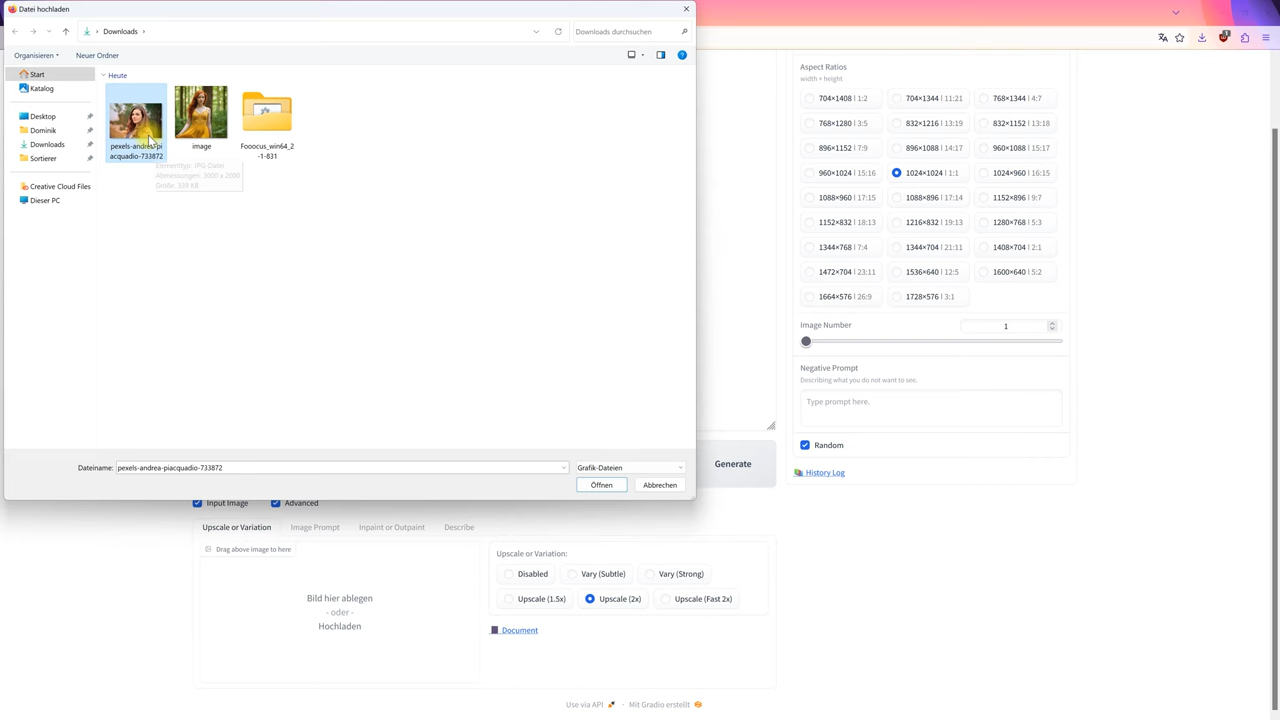 Datei hochladen
Downloads
Downloads durchsuchen
Organisieren
Neuer Ordner
Start
Katalog
Desktop
Dominik
Downloads
Sortierer
Creative Cloud Files
Dieser PC
Heute
pexels-andrea-pi
acquadio-733872
image
Fooocus_win64_2
-1-831
Elementtyp: JPG-Datei
Abmessungen: 3000 x 2000
Größe: 339 KB
Dateiname:
pexels-andrea-piacquadio-733872
Grafik-Dateien
Öffnen
Abbrechen
Aspect Ratios
width × height
704×1408 | 1:2
704×1344 | 11:21
768×1344 | 4:7
768×1280 | 3:5
832×1216 | 13:19
832×1152 | 13:18
896×1152 | 7:9
896×1088 | 14:17
960×1088 | 15:17
960×1024 | 15:16
1024×1024 | 1:1
1024×960 | 16:15
1088×960 | 17:15
1088×896 | 17:14
1152×896 | 9:7
1152×832 | 18:13
1216×832 | 19:13
1280×768 | 5:3
1344×768 | 7:4
1344×704 | 21:11
1408×704 | 2:1
1472×704 | 23:11
1536×640 | 12:5
1600×640 | 5:2
1664×576 | 26:9
1728×576 | 3:1
Image Number
1
Negative Prompt
Describing what you do not want to see.
Type prompt here.
Random
History Log
Generate
Input Image
Advanced
Upscale or Variation
Image Prompt
Inpaint or Outpaint
Describe
Drag above image to here
Bild hier ablegen
- oder -
Hochladen
Upscale or Variation:
Disabled
Vary (Subtle)
Vary (Strong)
Upscale (1.5x)
Upscale (2x)
Upscale (Fast 2x)
Document
Use via API
·
Mit Gradio erstellt